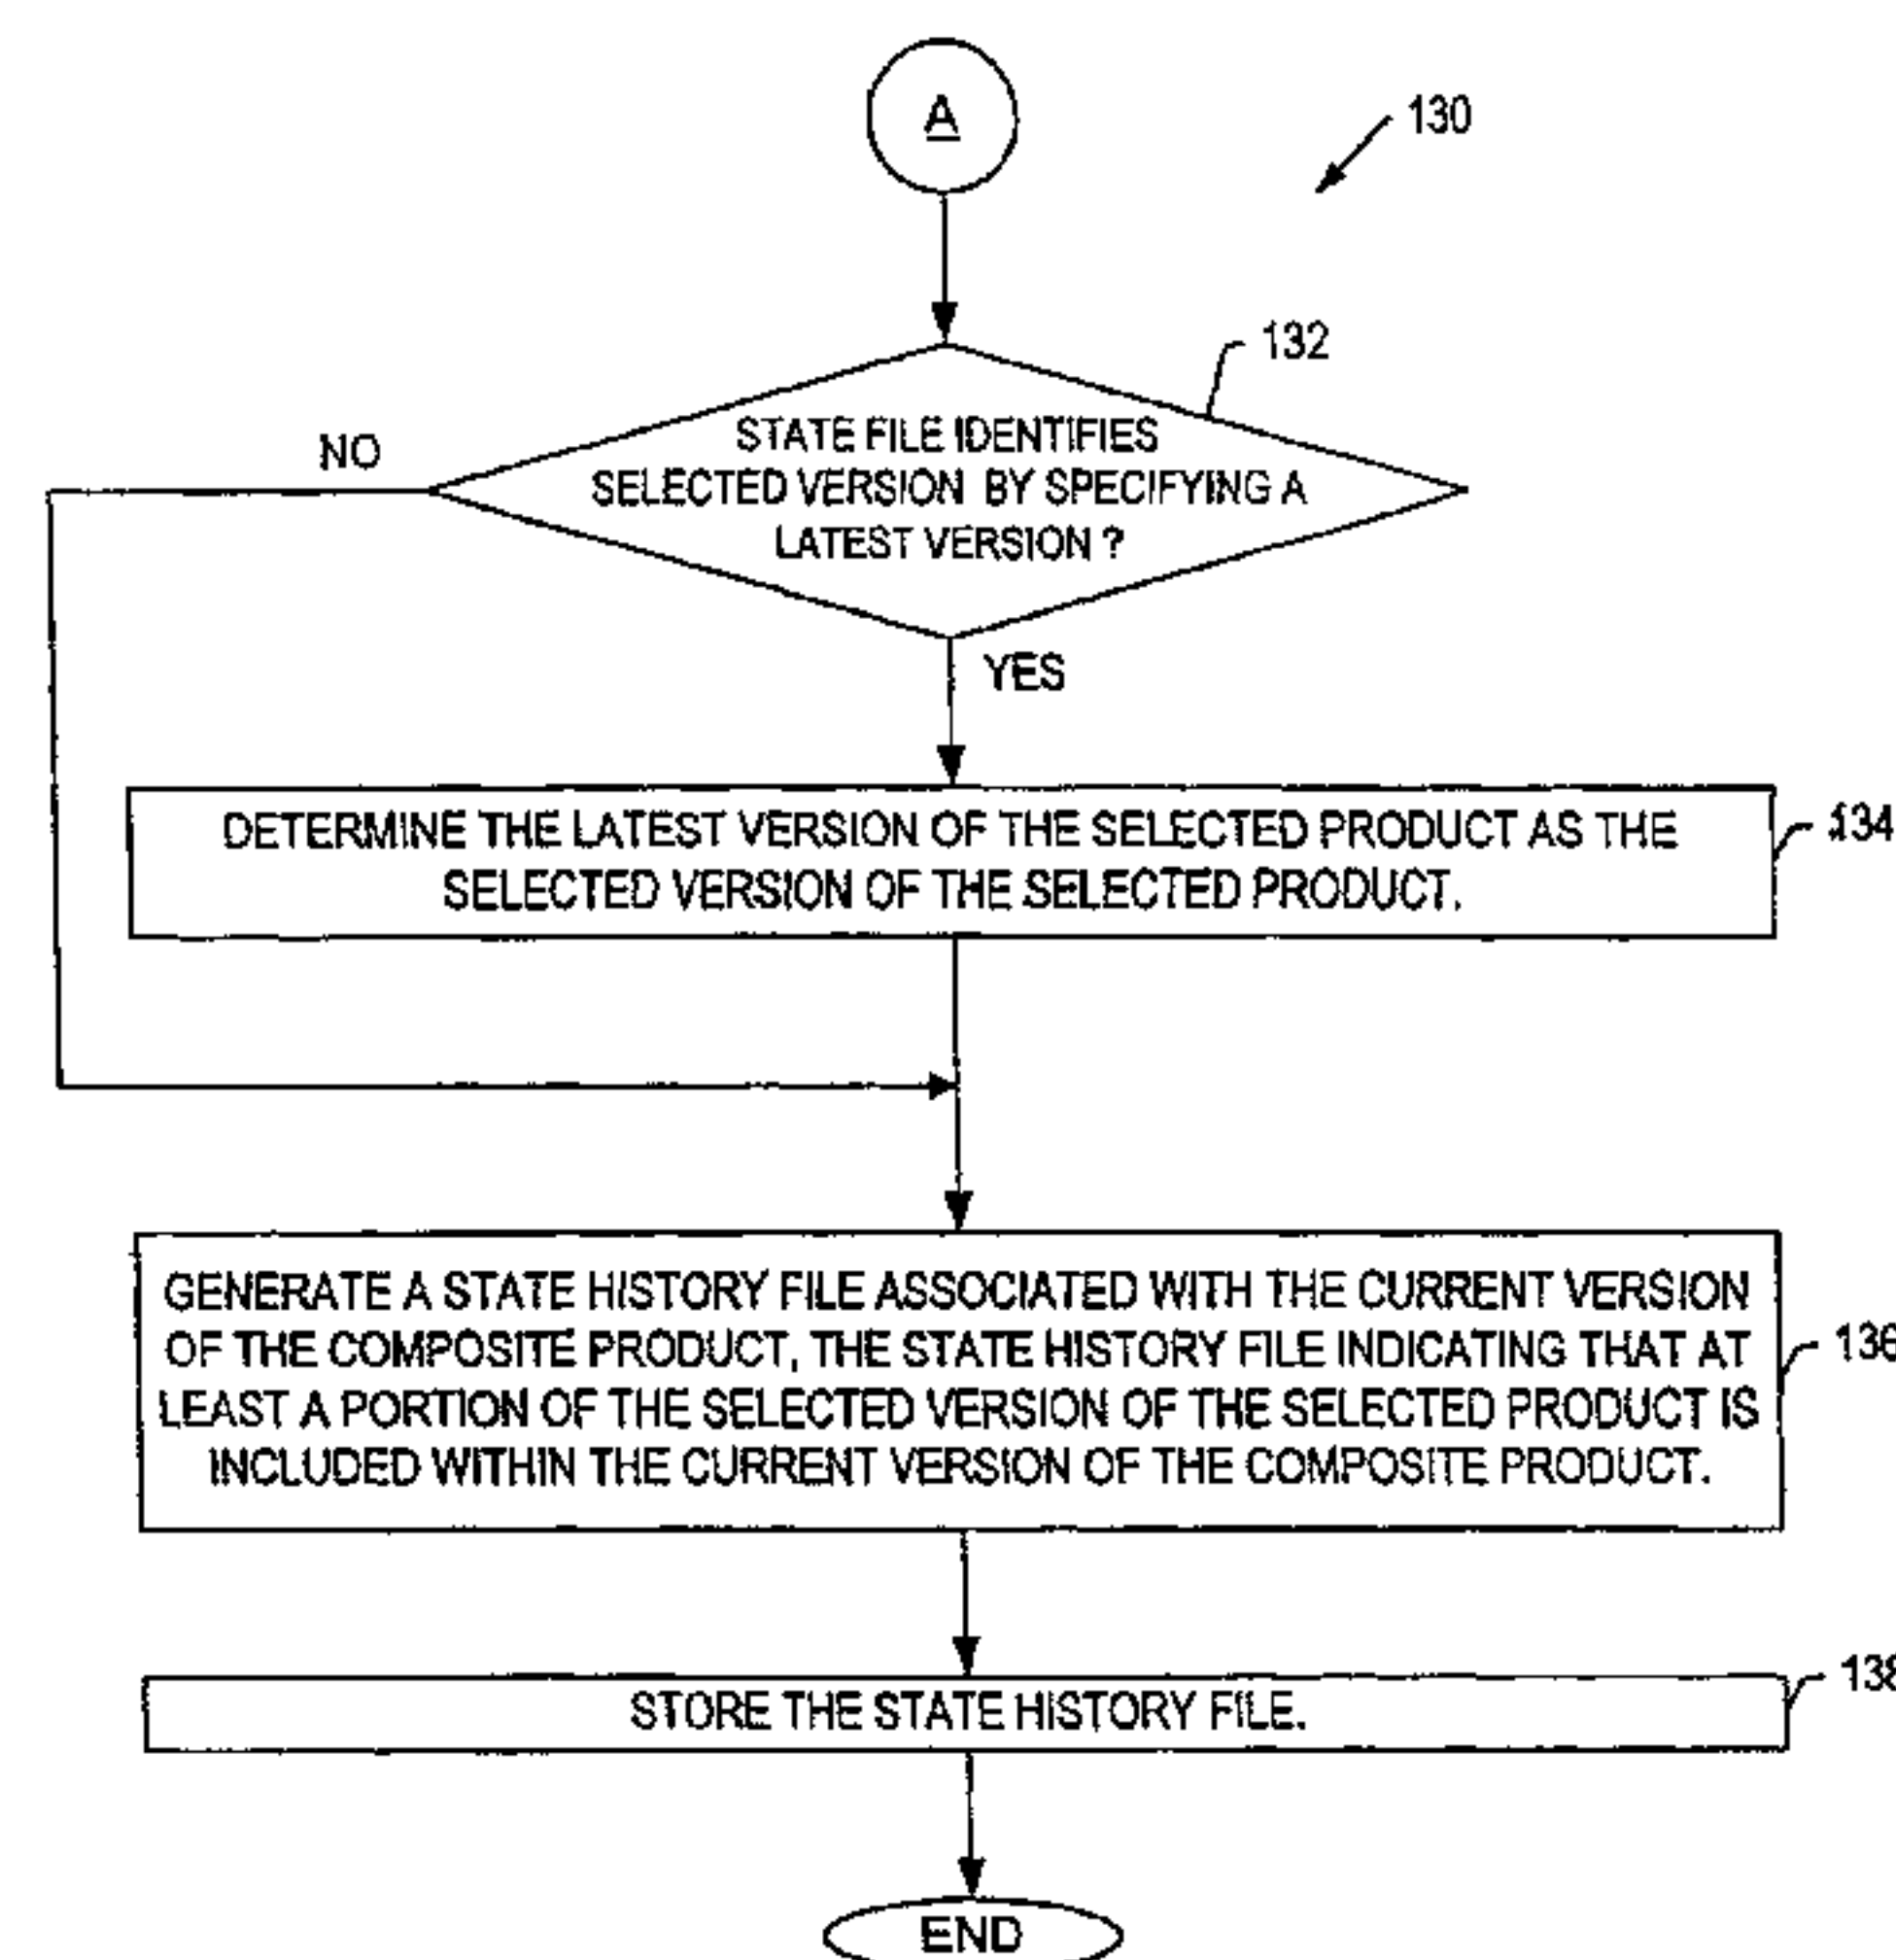 A
130
132
STATE FILE IDENTIFIES
SELECTED VERSION BY SPECIFYING A
LATEST VERSION ?
NO
YES
DETERMINE THE LATEST VERSION OF THE SELECTED PRODUCT AS THE
SELECTED VERSION OF THE SELECTED PRODUCT.
134
GENERATE A STATE HISTORY FILE ASSOCIATED WITH THE CURRENT VERSION
OF THE COMPOSITE PRODUCT, THE STATE HISTORY FILE INDICATING THAT AT
LEAST A PORTION OF THE SELECTED VERSION OF THE SELECTED PRODUCT IS
INCLUDED WITHIN THE CURRENT VERSION OF THE COMPOSITE PRODUCT.
136
STORE THE STATE HISTORY FILE.
138
END